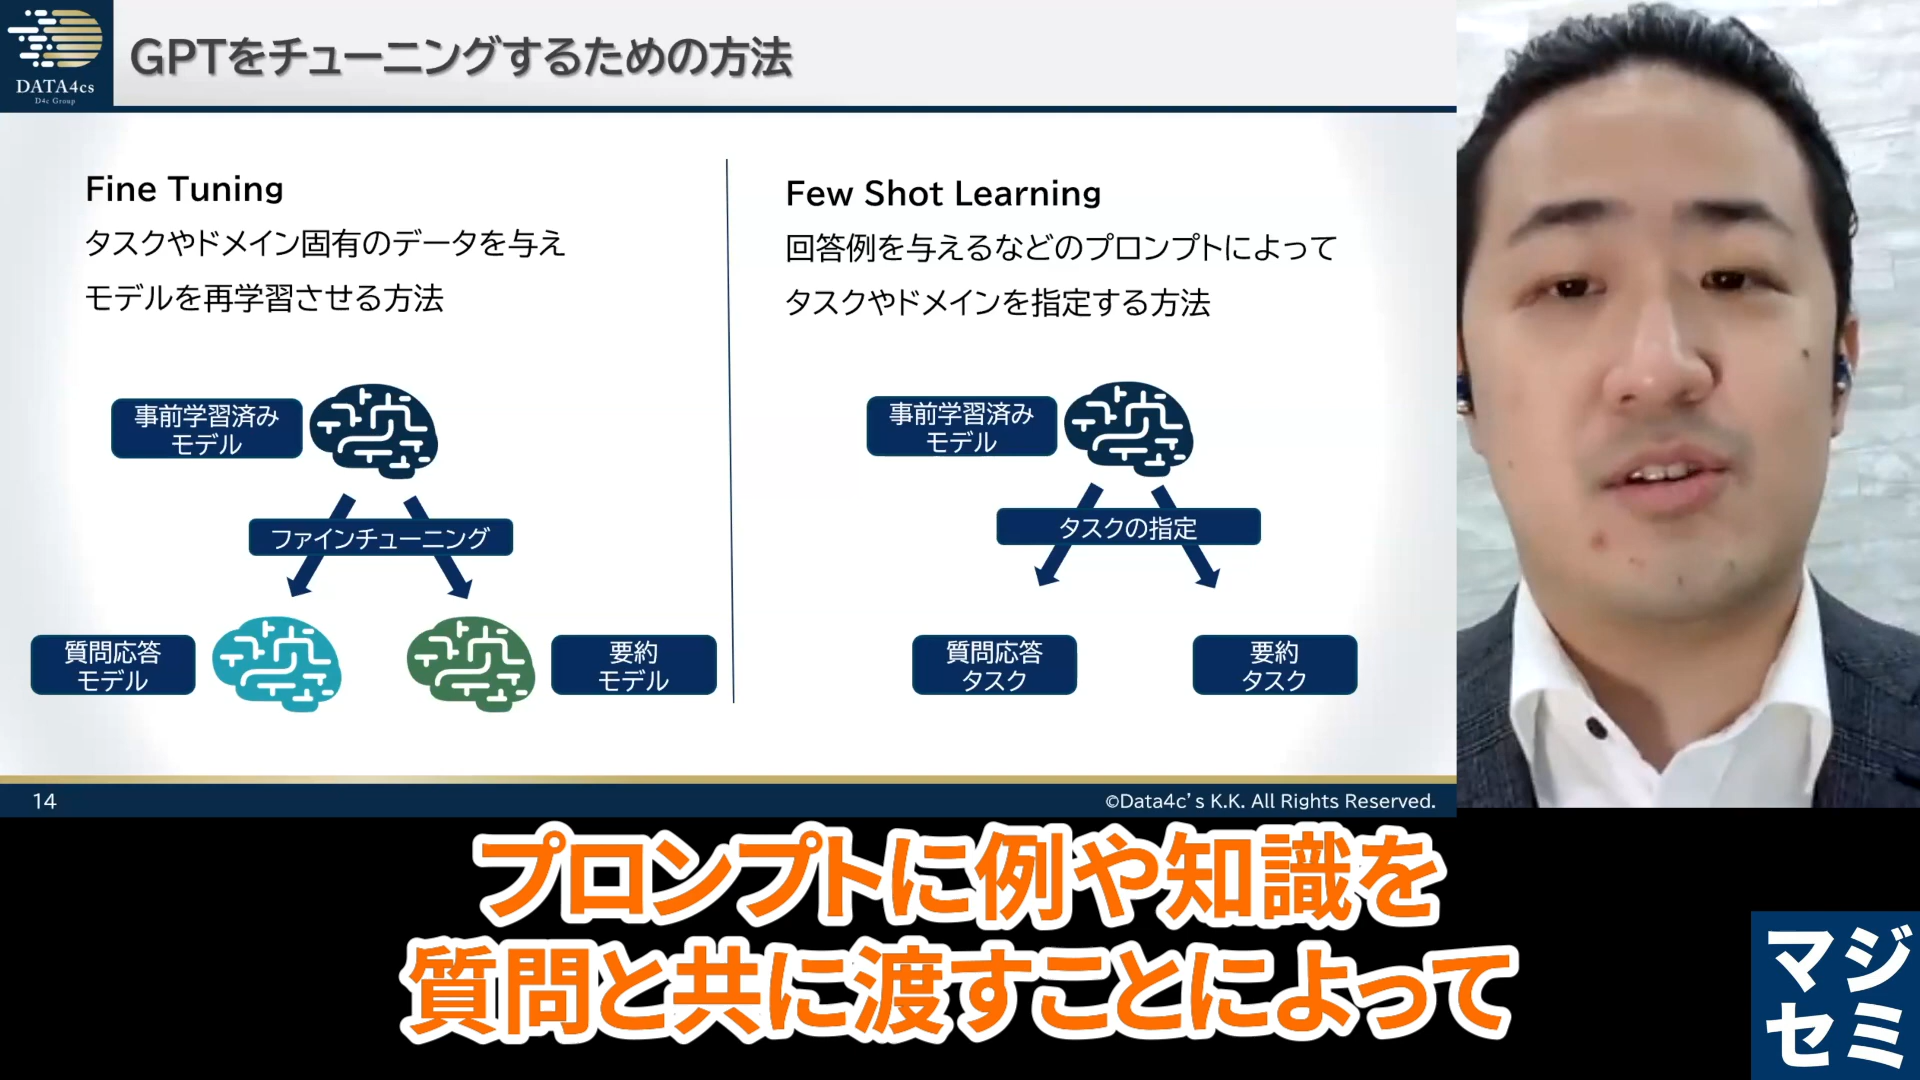 DATA4cs
D4c Group
GPTをチューニングするための方法
Fine Tuning
タスクやドメイン固有のデータを与え
モデルを再学習させる方法
事前学習済み
モデル
ファインチューニング
質問応答
モデル
要約
モデル
Few Shot Learning
回答例を与えるなどのプロンプトによって
タスクやドメインを指定する方法
事前学習済み
モデル
タスクの指定
質問応答
タスク
要約
タスク
14
©Data4c’s K.K. All Rights Reserved.
プロンプトに例や知識を
質問と共に渡すことによって
マジ
セミ